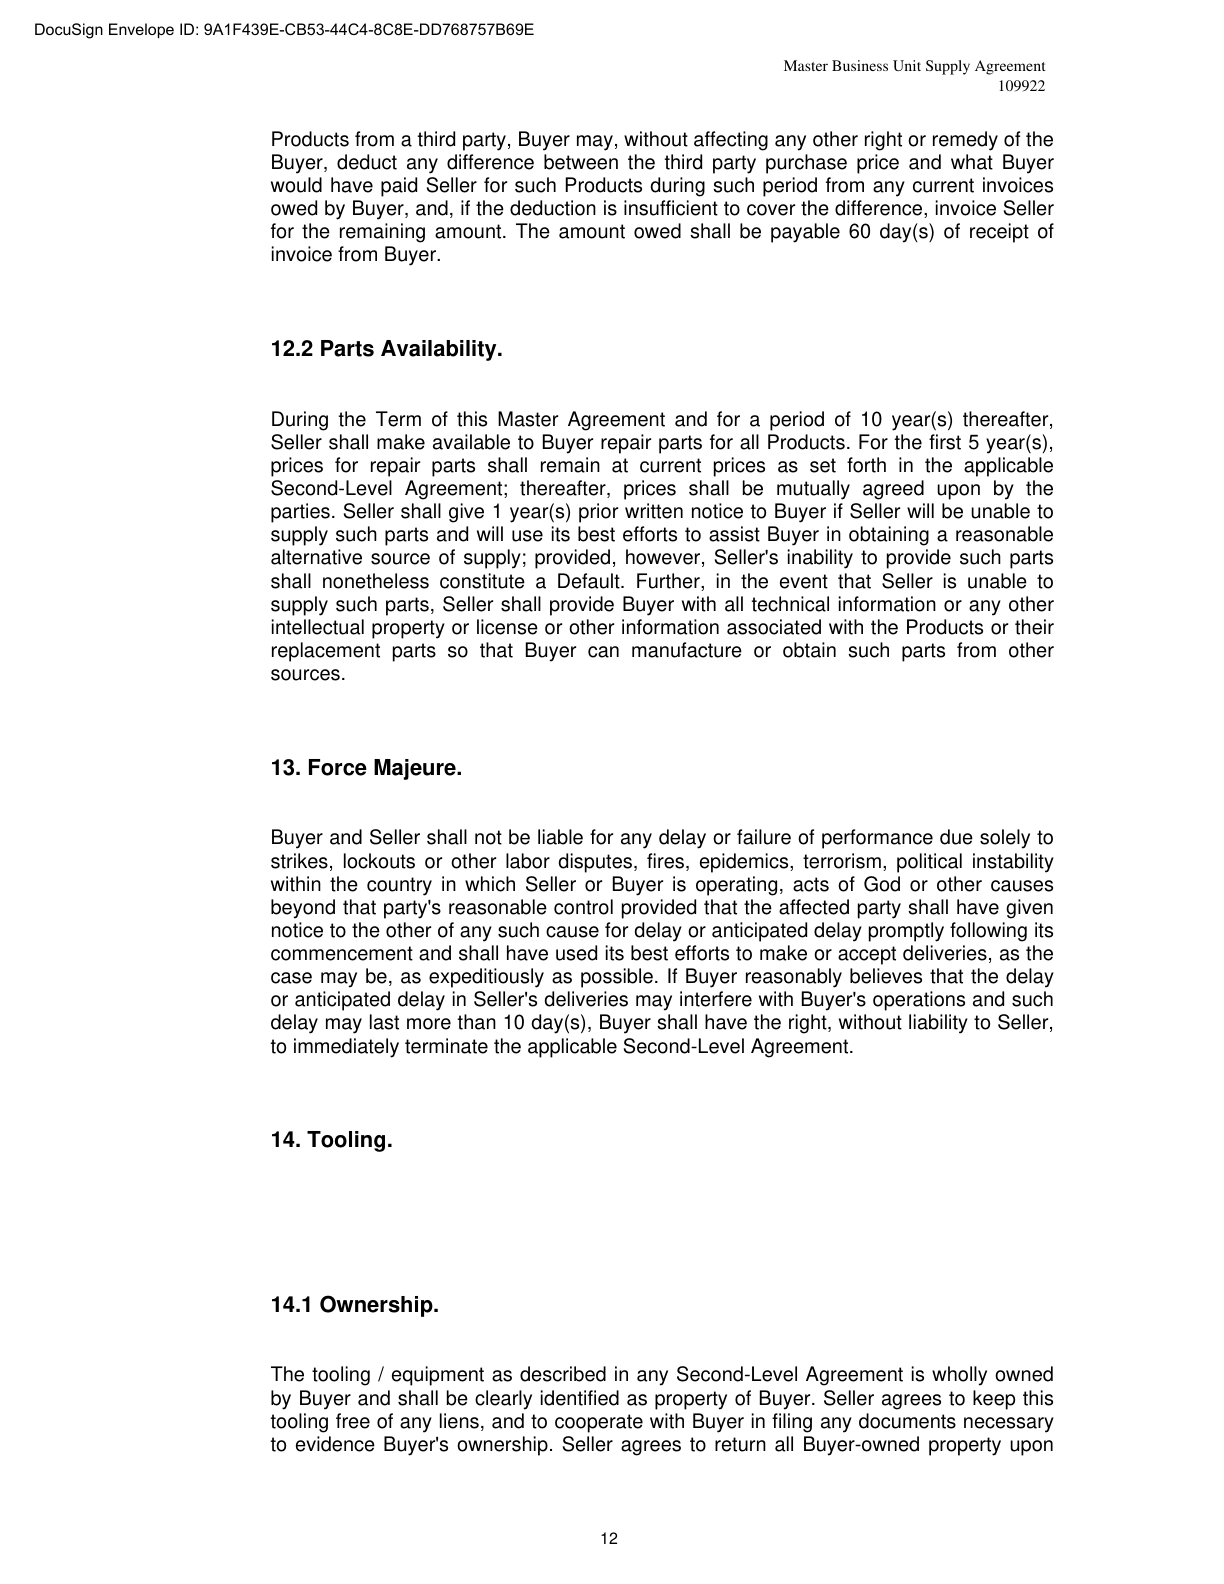 DocuSign Envelope ID: 9A1F439E-CB53-44C4-8C8E-DD768757B69E
Master Business Unit Supply Agreement
109922
Products from a third party, Buyer may, without affecting any other right or remedy of the
Buyer, deduct any difference between the third party purchase price and what Buyer
would have paid Seller for such Products during such period from any current invoices
owed by Buyer, and, if the deduction is insufficient to cover the difference, invoice Seller
for the remaining amount. The amount owed shall be payable 60 day(s) of receipt of
invoice from Buyer.
12.2 Parts Availability.
During the Term of this Master Agreement and for a period of 10 year(s) thereafter,
Seller shall make available to Buyer repair parts for all Products. For the first 5 year(s),
prices for repair parts shall remain at current prices as set forth in the applicable
Second-Level Agreement; thereafter, prices shall be mutually agreed upon by the
parties. Seller shall give 1 year(s) prior written notice to Buyer if Seller will be unable to
supply such parts and will use its best efforts to assist Buyer in obtaining a reasonable
alternative source of supply; provided, however, Seller's inability to provide such parts
shall nonetheless constitute a Default. Further, in the event that Seller is unable to
supply such parts, Seller shall provide Buyer with all technical information or any other
intellectual property or license or other information associated with the Products or their
replacement parts so that Buyer can manufacture or obtain such parts from other
sources.
13. Force Majeure.
Buyer and Seller shall not be liable for any delay or failure of performance due solely to
strikes, lockouts or other labor disputes, fires, epidemics, terrorism, political instability
within the country in which Seller or Buyer is operating, acts of God or other causes
beyond that party's reasonable control provided that the affected party shall have given
notice to the other of any such cause for delay or anticipated delay promptly following its
commencement and shall have used its best efforts to make or accept deliveries, as the
case may be, as expeditiously as possible. If Buyer reasonably believes that the delay
or anticipated delay in Seller's deliveries may interfere with Buyer's operations and such
delay may last more than 10 day(s), Buyer shall have the right, without liability to Seller,
to immediately terminate the applicable Second-Level Agreement.
14. Tooling.
14.1 Ownership.
The tooling / equipment as described in any Second-Level Agreement is wholly owned
by Buyer and shall be clearly identified as property of Buyer. Seller agrees to keep this
tooling free of any liens, and to cooperate with Buyer in filing any documents necessary
to evidence Buyer's ownership. Seller agrees to return all Buyer-owned property upon
12